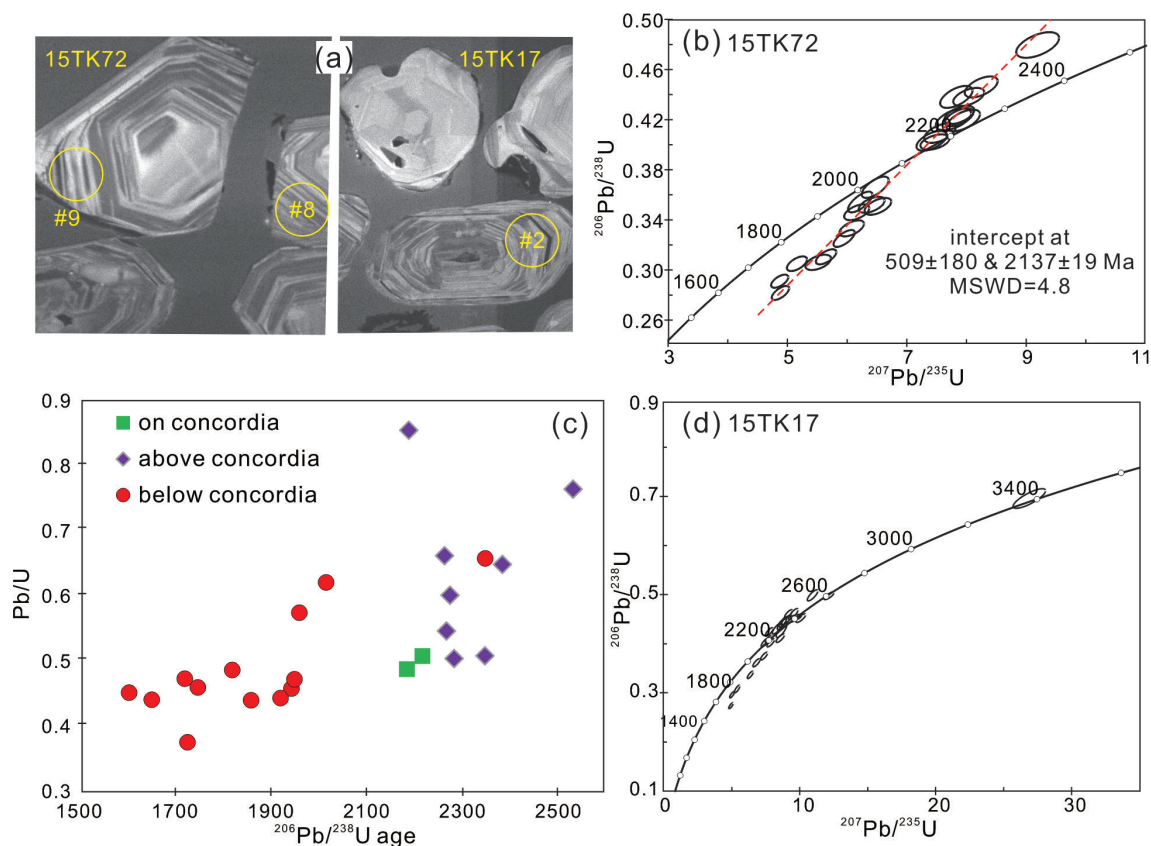 15TK72
(a)
15TK17
#9
#8
#2
(b) 15TK72
0.50
0.46
0.42
0.38
0.34
0.30
0.26
²⁰⁶Pb/²³⁸U
1600
1800
2000
2200
2400
intercept at
509±180 & 2137±19 Ma
MSWD=4.8
3 5 7 9 11
²⁰⁷Pb/²³⁵U
(c)
on concordia
above concordia
below concordia
0.9
0.8
0.7
0.6
0.5
0.4
0.3
Pb/U
1500 1700 1900 2100 2300 2500
²⁰⁶Pb/²³⁸U age
(d) 15TK17
0.9
0.7
0.5
0.3
0.1
²⁰⁶Pb/²³⁸U
3400
3000
2600
2200
1800
1400
0 10 20 30
²⁰⁷Pb/²³⁵U